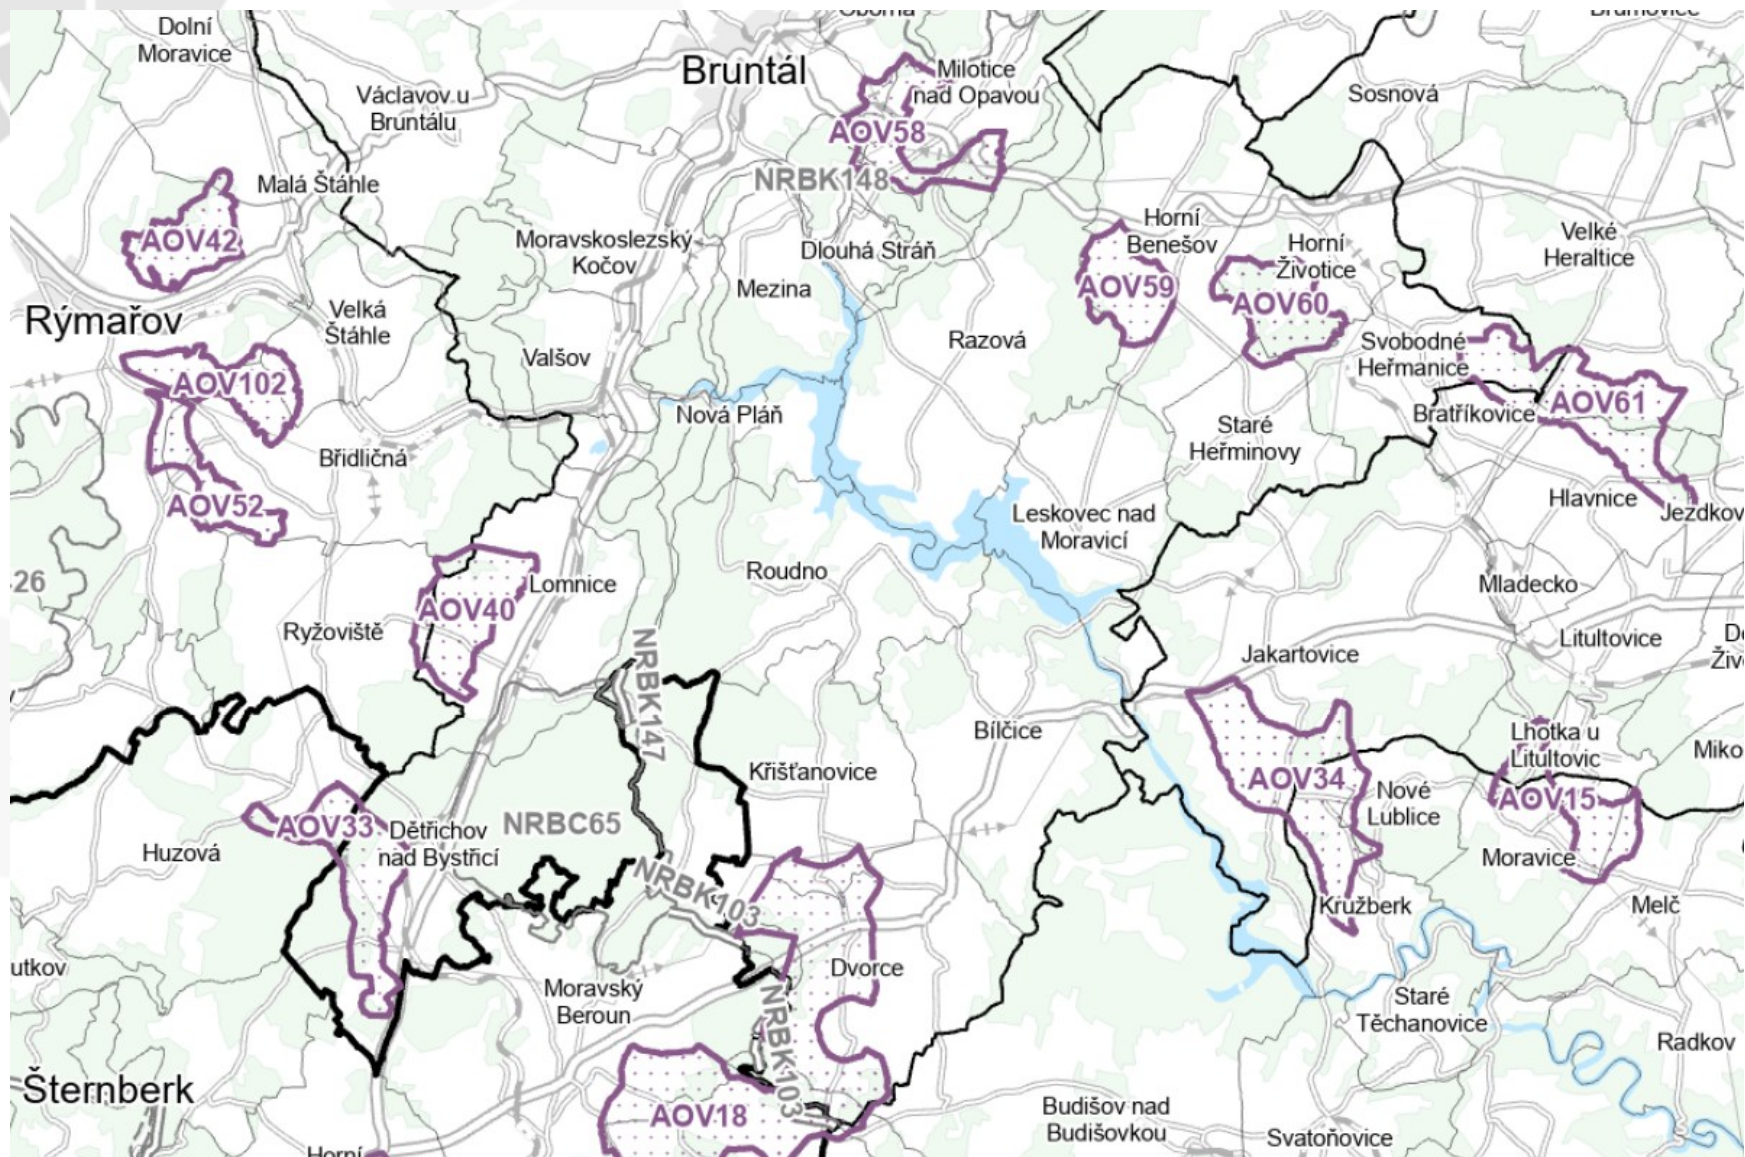 Dolní
Moravice
Bruntál
Milotice
nad Opavou
Václavov u
Bruntálu
Sosnová
AOV58
NRBK148
Malá Štáhle
AOV42
Moravskoslezský
Kočov
Dlouhá Stráň
Mezina
Horní
Benešov
Horní
Životice
Velké
Heraltice
AOV59
AOV60
Rýmařov
Velká
Štáhle
Valšov
Razová
Svobodné
Heřmanice
AOV102
Nová Pláň
Bratříkovice
AOV61
Staré
Heřminovy
Břidličná
AOV52
Hlavnice
Jezdkov
Leskovec nad
Moravicí
Roudno
Lomnice
AOV40
26
Mladecko
Ryžoviště
NRBK147
Jakartovice
Litultovice
Bílčice
Lhotka u
Litultovic
Miko
Křišťanovice
AOV34
Nové
Lublice
AOV15
AOV33
Dětřichov
nad Bystřicí
NRBC65
Huzová
Moravice
NRBK103
Kružberk
Melč
utkov
Dvorce
Moravský
Beroun
NRBK103
Staré
Těchanovice
Radkov
Šternberk
AOV18
Budišov nad
Budišovkou
Svatoňovice
Horní